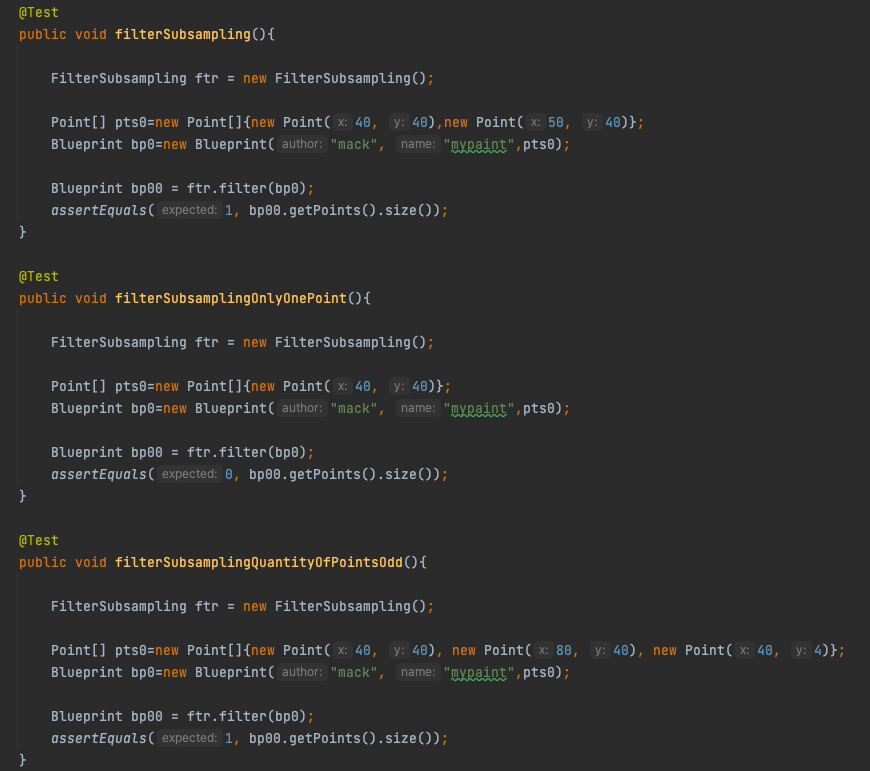 @Test
public void filterSubsampling(){
FilterSubsampling ftr = new FilterSubsampling();
Point[] pts0=new Point[]{new Point( x: 40, y: 40),new Point( x: 50, y: 40)};
Blueprint bp0=new Blueprint( author: "mack", name: "mypaint",pts0);
Blueprint bp00 = ftr.filter(bp0);
assertEquals( expected: 1, bp00.getPoints().size());
}
@Test
public void filterSubsamplingOnlyOnePoint(){
FilterSubsampling ftr = new FilterSubsampling();
Point[] pts0=new Point[]{new Point( x: 40, y: 40)};
Blueprint bp0=new Blueprint( author: "mack", name: "mypaint",pts0);
Blueprint bp00 = ftr.filter(bp0);
assertEquals( expected: 0, bp00.getPoints().size());
}
@Test
public void filterSubsamplingQuantityOfPointsOdd(){
FilterSubsampling ftr = new FilterSubsampling();
Point[] pts0=new Point[]{new Point( x: 40, y: 40), new Point( x: 80, y: 40), new Point( x: 40, y: 4)};
Blueprint bp0=new Blueprint( author: "mack", name: "mypaint",pts0);
Blueprint bp00 = ftr.filter(bp0);
assertEquals( expected: 1, bp00.getPoints().size());
}